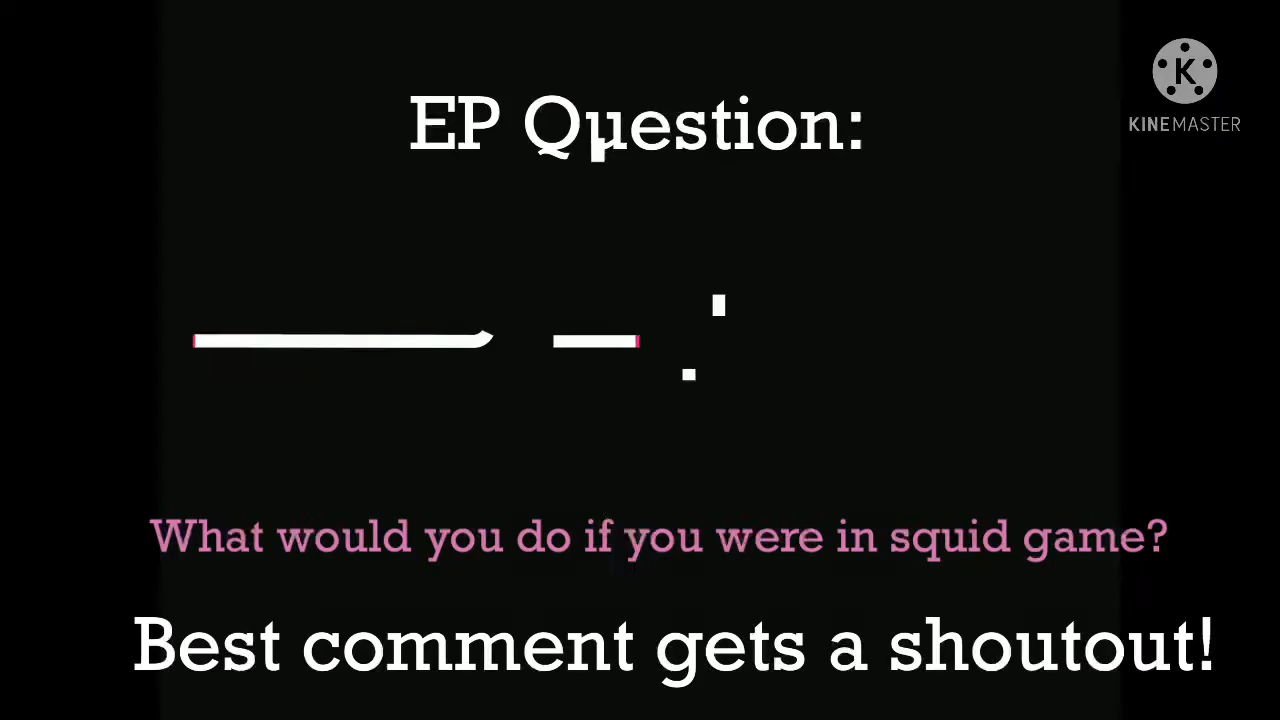 EP Question:
K
KINEMASTER
What would you do if you were in squid game?
Best comment gets a shoutout!